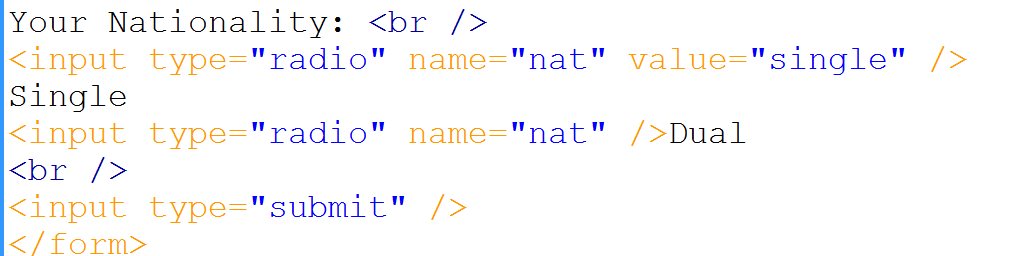 Your Nationality: <br />
<input type="radio" name="nat" value="single" />
Single
<input type="radio" name="nat" />Dual
<br />
<input type="submit" />
</form>